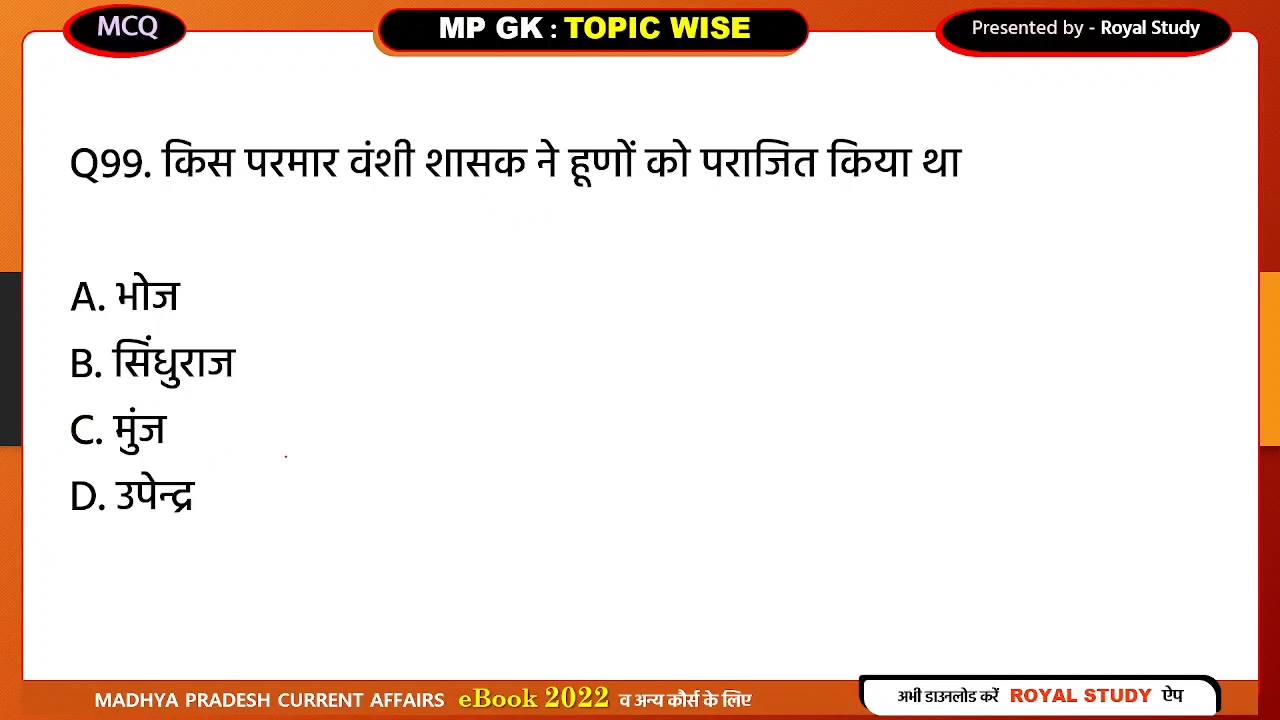 MCQ
MP GK : TOPIC WISE
Presented by - Royal Study
Q99. किस परमार वंशी शासक ने हूणों को पराजित किया था
A. भोज
B. सिंधुराज
C. मुंज
D. उपेन्द्र
MADHYA PRADESH CURRENT AFFAIRS eBook 2022 व अन्य कौर्स के लिए
अभी डाउनलोड करें ROYAL STUDY ऐप